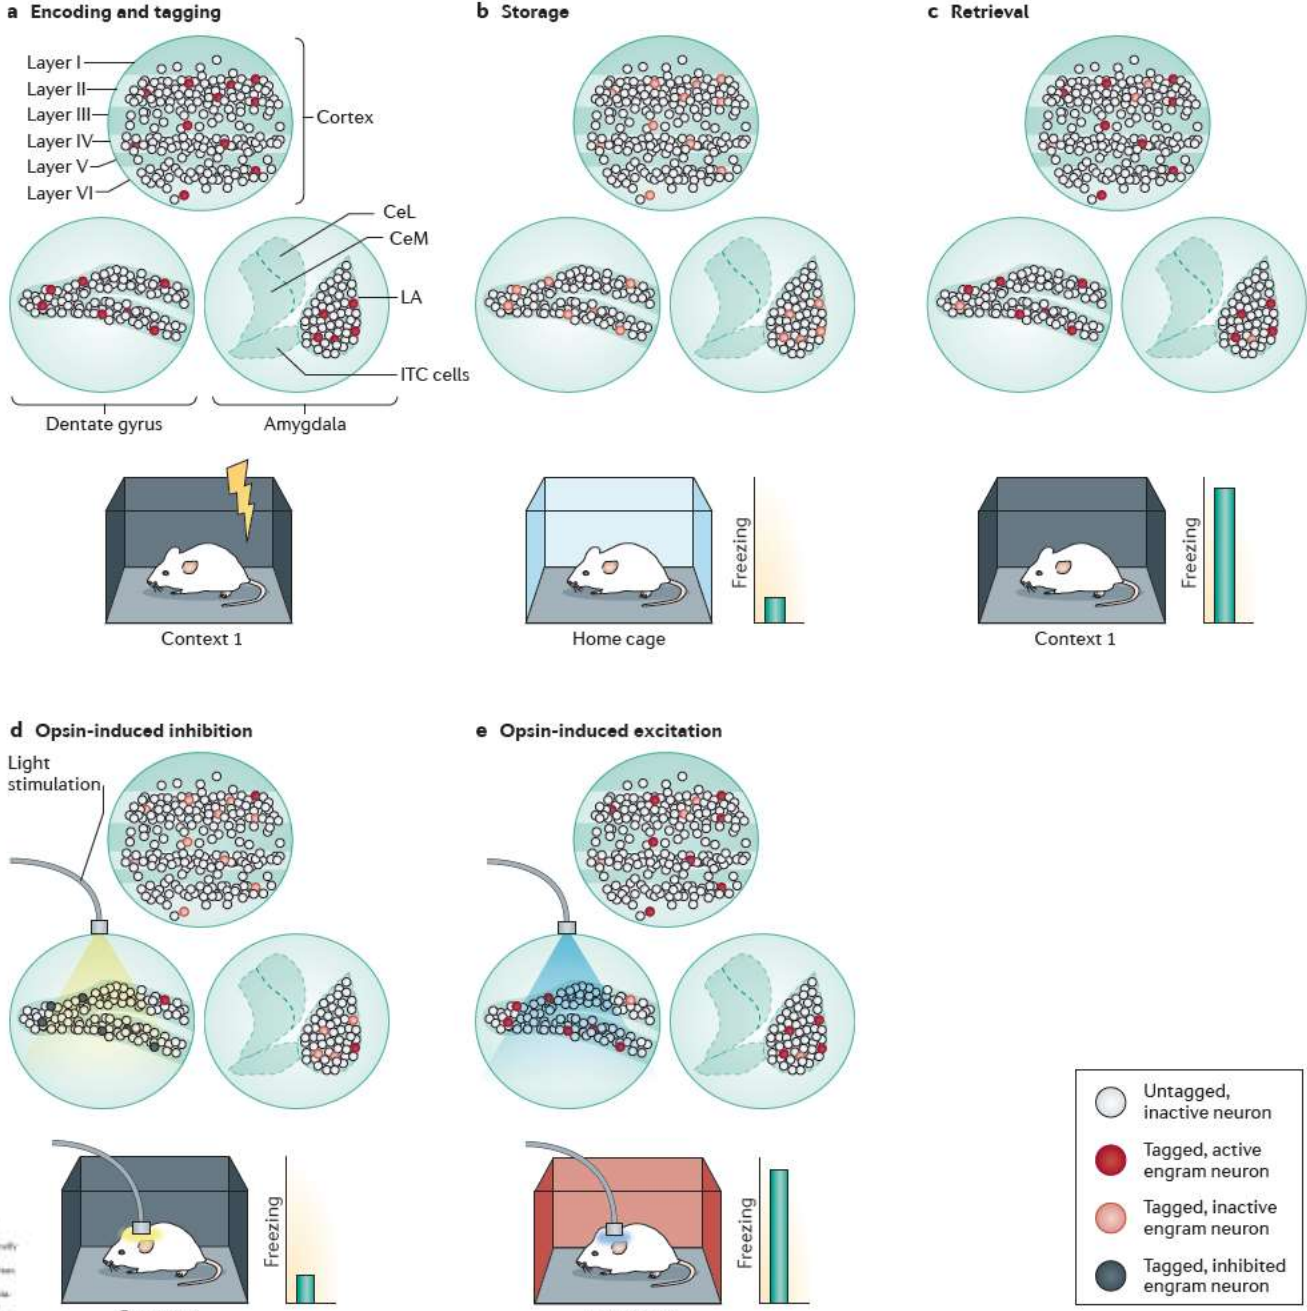 a Encoding and tagging
b Storage
c Retrieval
Layer I
Layer II
Layer III
Layer IV
Layer V
Layer VI
Cortex
CeL
CeM
LA
ITC cells
Dentate gyrus
Amygdala
Context 1
Home cage
Freezing
Context 1
Freezing
d Opsin-induced inhibition
e Opsin-induced excitation
Light
stimulation
Freezing
Freezing
Untagged,
inactive neuron
Tagged, active
engram neuron
Tagged, inactive
engram neuron
Tagged, inhibited
engram neuron